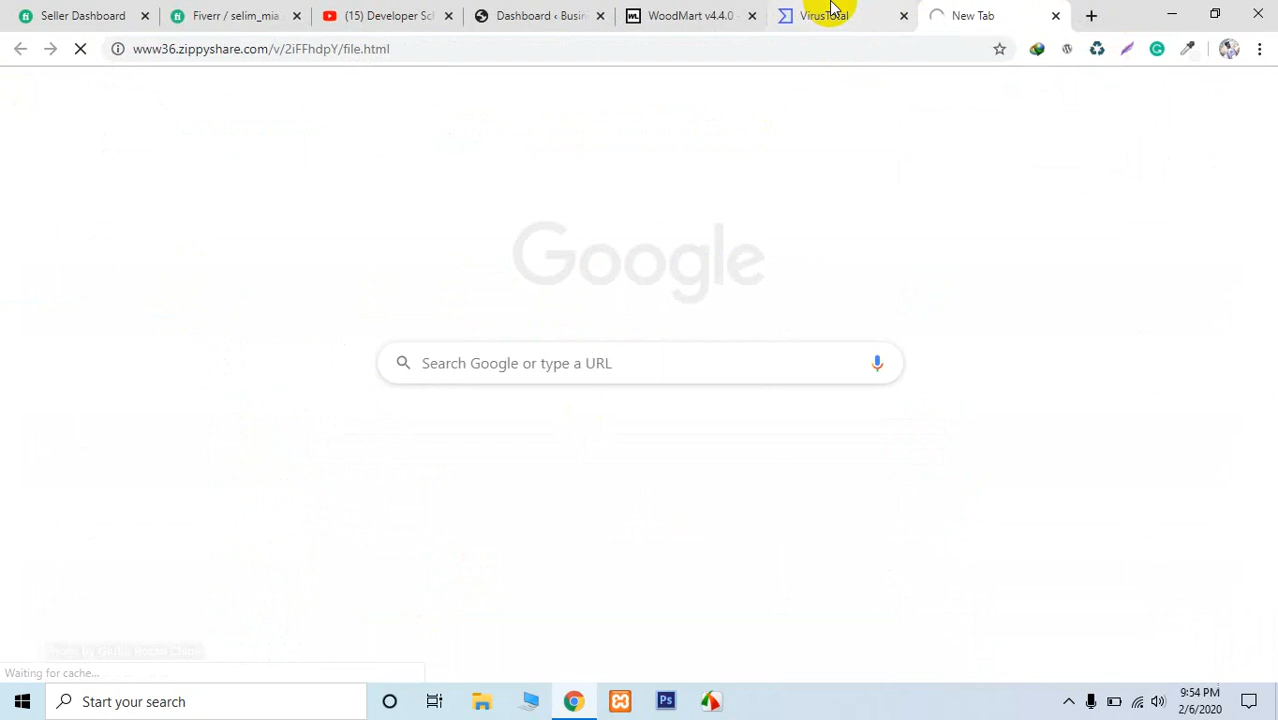 Seller Dashboard
Fiverr / selim_mia
(15) Developer Sc
Dashboard ‹ Busin
WoodMart v4.4.0
VirusTotal
New Tab
www36.zippyshare.com/v/2iFFhdpY/file.html
Google
Search Google or type a URL
Waiting for cache...
Start your search
Ps
9:54 PM
2/6/2020